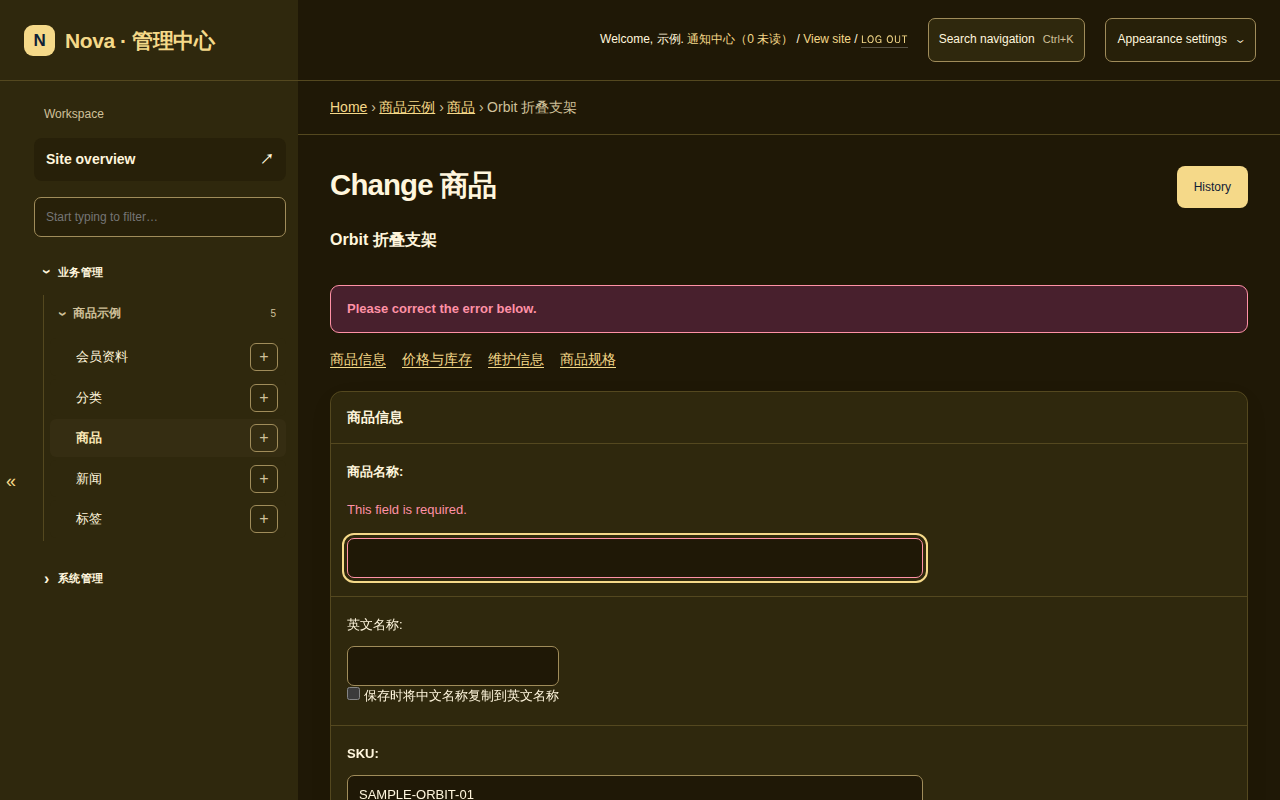 N Nova · 管理中心
Welcome, 示例. 通知中心（0 未读） / View site / LOG OUT
Search navigation Ctrl+K
Appearance settings
Workspace
Site overview ↗
Start typing to filter…
业务管理
商品示例 5
会员资料 +
分类 +
商品 +
新闻 +
标签 +
系统管理
«
Home › 商品示例 › 商品 › Orbit 折叠支架
Change 商品
History
Orbit 折叠支架
Please correct the error below.
商品信息 价格与库存 维护信息 商品规格
商品信息
商品名称:
This field is required.
英文名称:
保存时将中文名称复制到英文名称
SKU:
SAMPLE-ORBIT-01